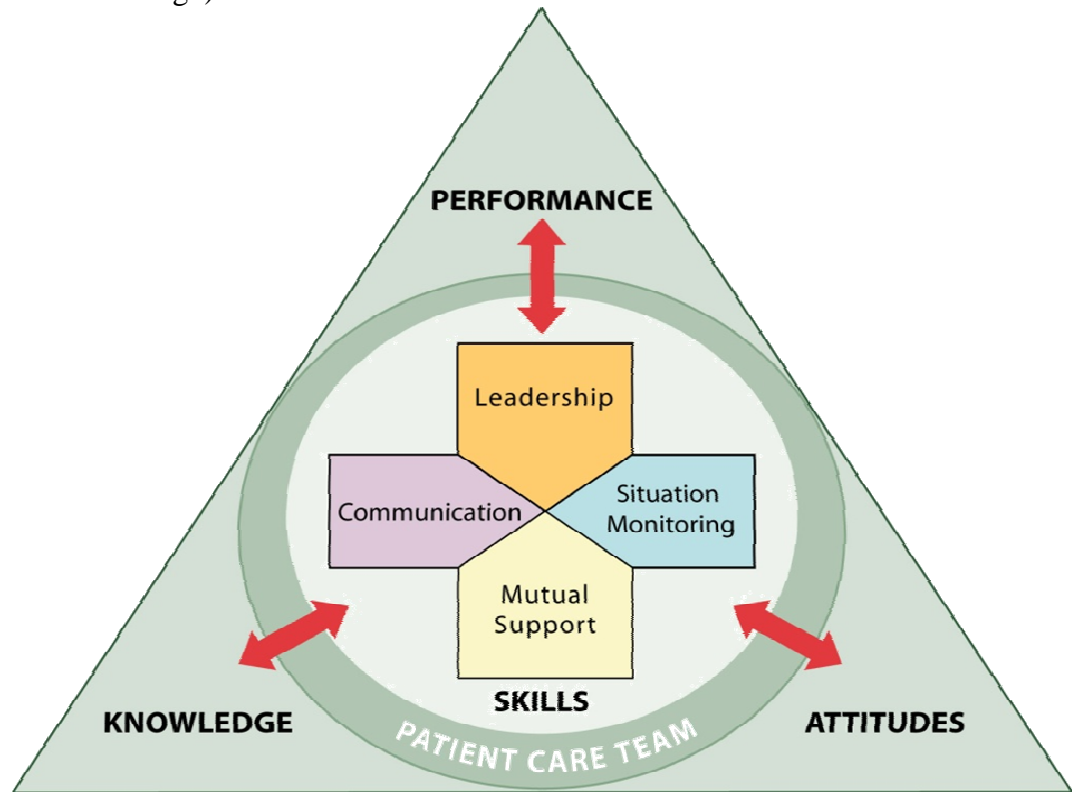 PERFORMANCE
Leadership
Communication
Situation
Monitoring
Mutual
Support
SKILLS
KNOWLEDGE
ATTITUDES
PATIENT CARE TEAM